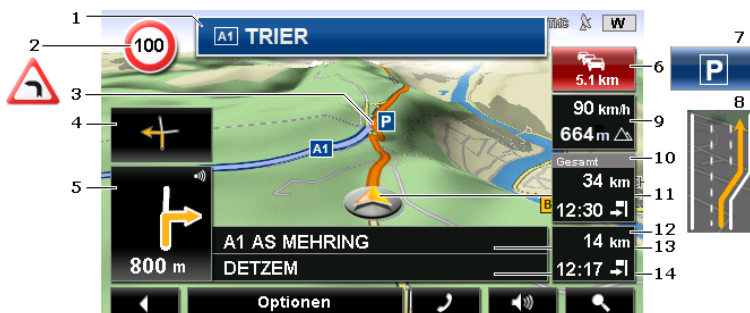 1
A1 TRIER
TMC
W
7
2
100
6
5.1 km
P
3
P
8
4
90 km/h
9
664 m
A1
Gesamt
10
5
34 km
11
B
12:30
12
A1 AS MEHRING
14 km
13
800 m
DETZEM
12:17
14
Optionen